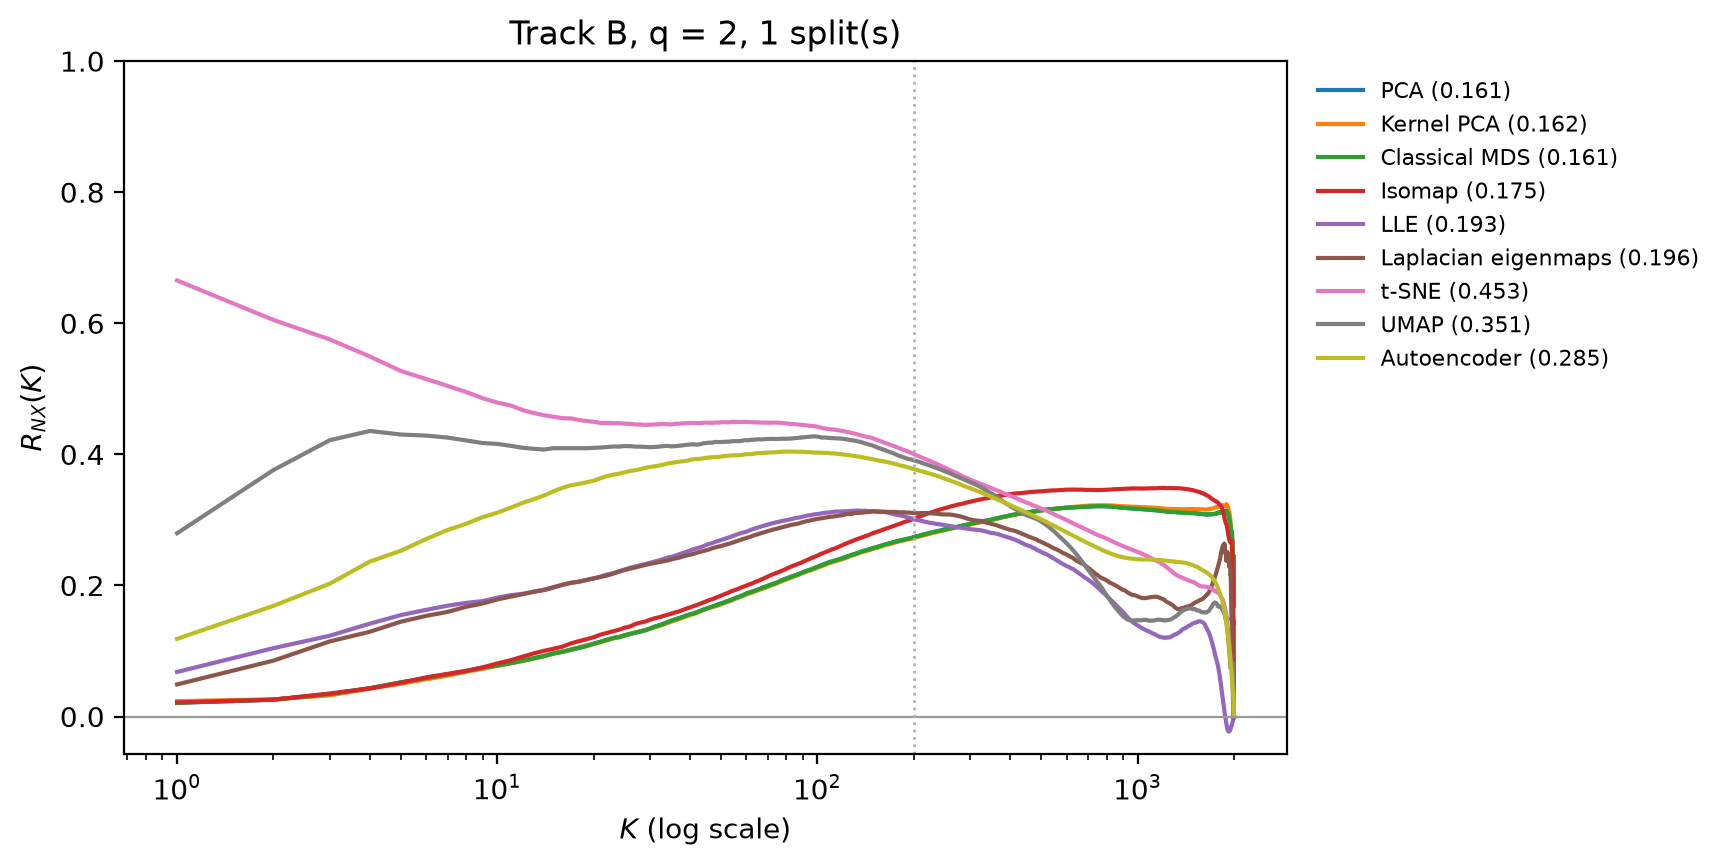 Track B, q = 2, 1 split(s)
1.0
0.8
0.6
0.4
0.2
0.0
R_{NX}(K)
10^0
10^1
10^2
10^3
K (log scale)
PCA (0.161)
Kernel PCA (0.162)
Classical MDS (0.161)
Isomap (0.175)
LLE (0.193)
Laplacian eigenmaps (0.196)
t-SNE (0.453)
UMAP (0.351)
Autoencoder (0.285)